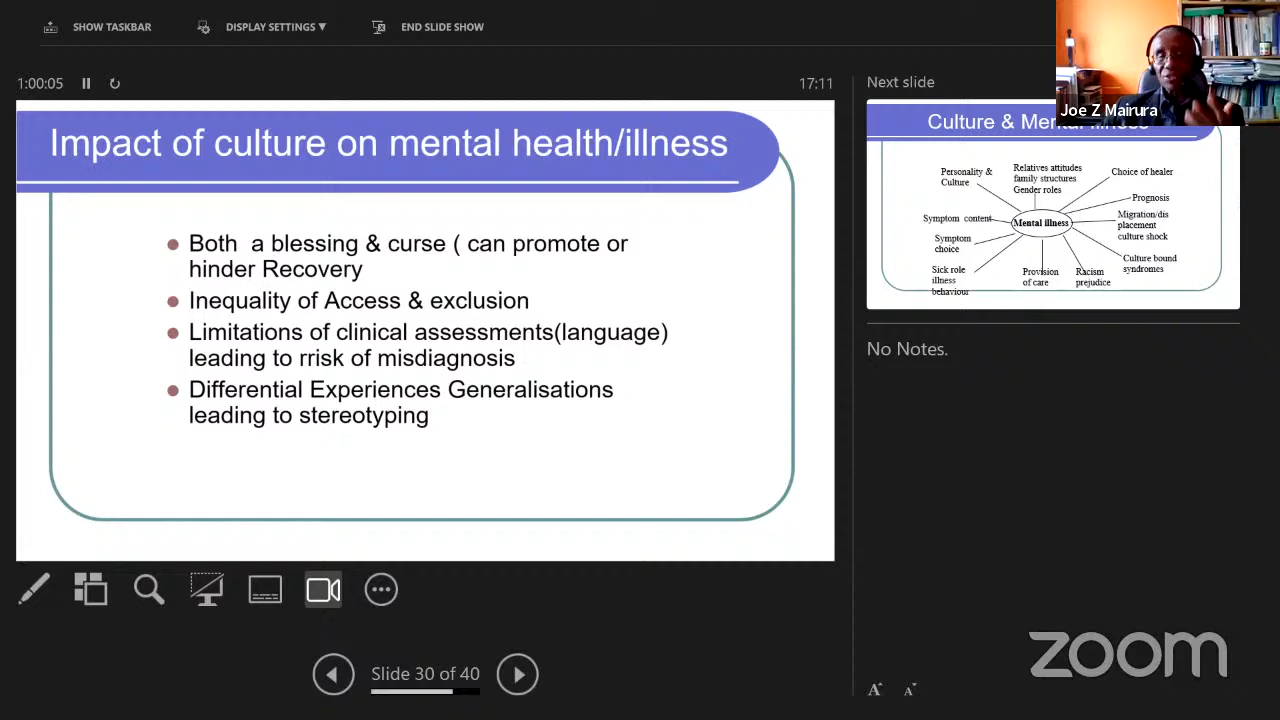 SHOW TASKBAR
DISPLAY SETTINGS ▼
END SLIDE SHOW
1:00:05
17:11
Impact of culture on mental health/illness
Both a blessing & curse ( can promote or
hinder Recovery
Inequality of Access & exclusion
Limitations of clinical assessments(language)
leading to rrisk of misdiagnosis
Differential Experiences Generalisations
leading to stereotyping
Slide 30 of 40
Next slide
Joe Z Mairura
Culture & Mental Illness
Personality &
Culture
Relatives attitudes
family structures
Gender roles
Choice of healer
Prognosis
Symptom content
Mental illness
Migration/dis
placement
culture shock
Symptom
choice
Culture bound
syndromes
Sick role
illness
behaviour
Provision
of care
Racism
prejudice
No Notes.
zoom
A A